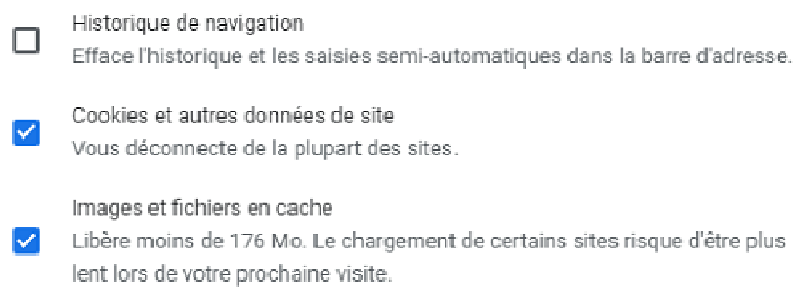 Historique de navigation
Efface l'historique et les saisies semi-automatiques dans la barre d'adresse.
Cookies et autres données de site
Vous déconnecte de la plupart des sites.
Images et fichiers en cache
Libère moins de 176 Mo. Le chargement de certains sites risque d'être plus
lent lors de votre prochaine visite.